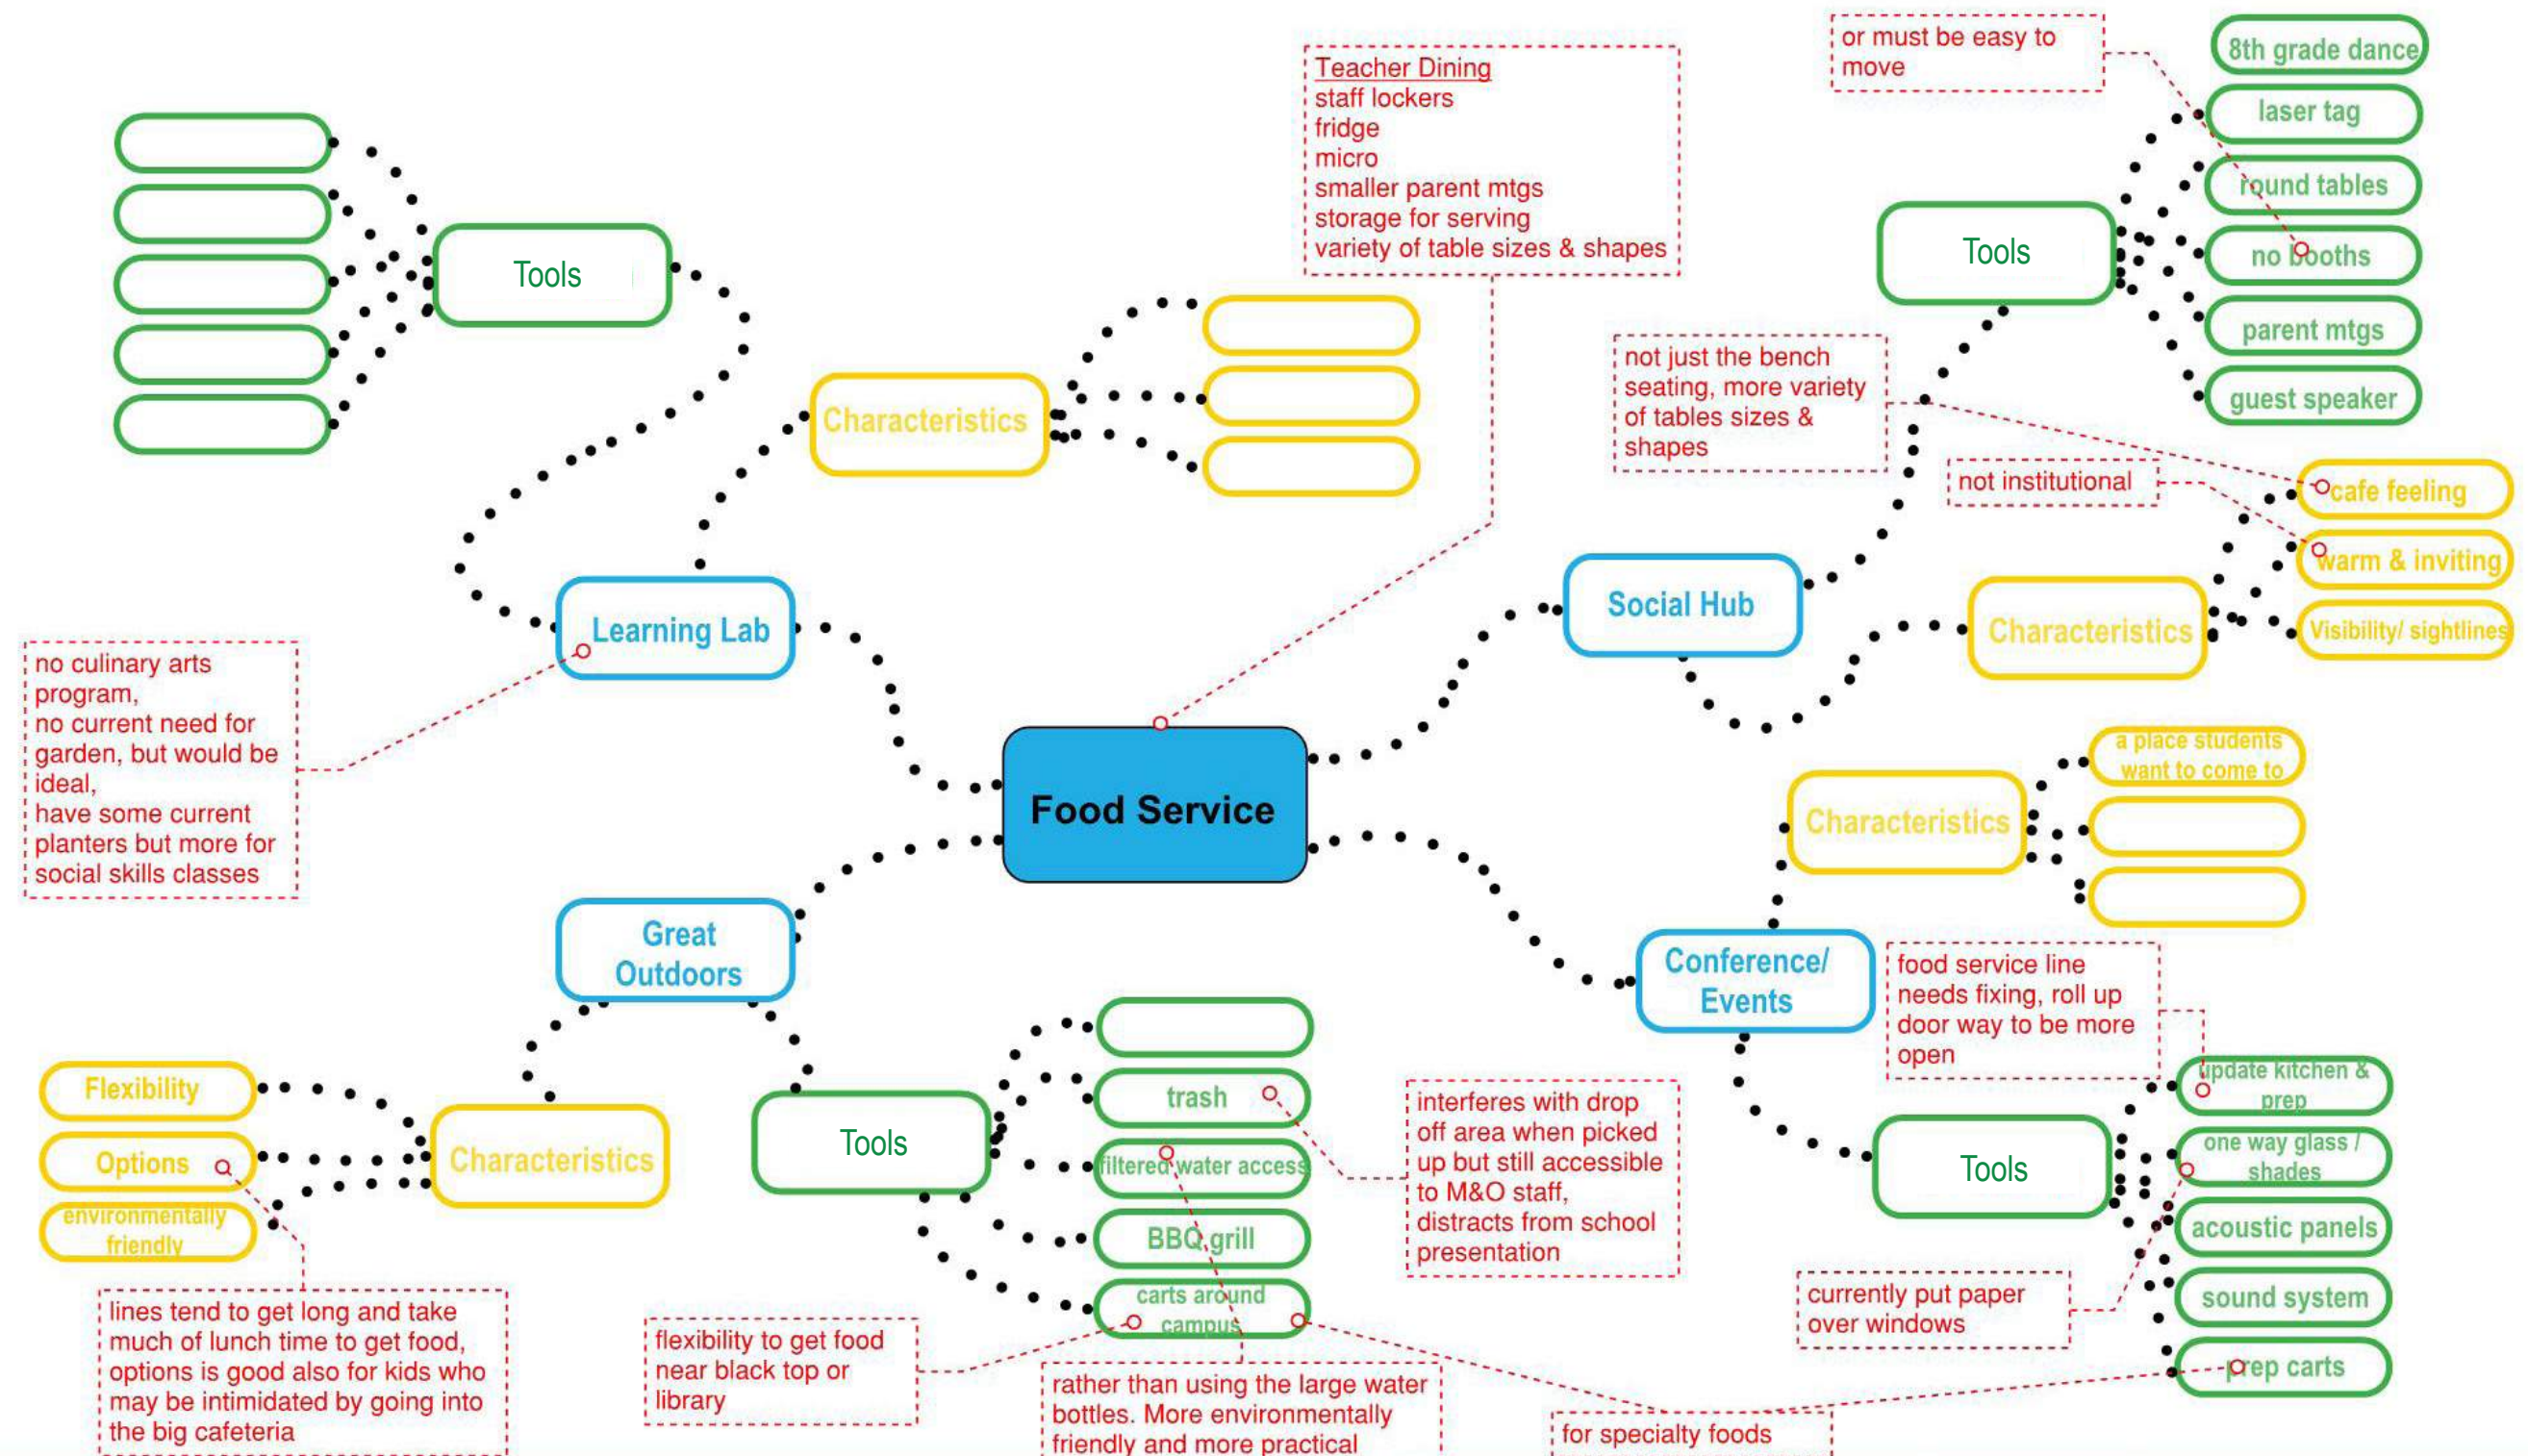 or must be easy to
move
8th grade dance
laser tag
round tables
no booths
parent mtgs
guest speaker
Tools
Teacher Dining
staff lockers
fridge
micro
smaller parent mtgs
storage for serving
variety of table sizes & shapes
Tools
Characteristics
not just the bench
seating, more variety
of tables sizes &
shapes
not institutional
cafe feeling
warm & inviting
Visibility/ sightlines
Characteristics
Social Hub
Learning Lab
no culinary arts
program,
no current need for
garden, but would be
ideal,
have some current
planters but more for
social skills classes
Food Service
a place students
want to come to
Characteristics
Great
Outdoors
Conference/
Events
food service line
needs fixing, roll up
door way to be more
open
Flexibility
Options
environmentally
friendly
Characteristics
Tools
trash
filtered water access
BBQ grill
carts around
campus
interferes with drop
off area when picked
up but still accessible
to M&O staff,
distracts from school
presentation
Tools
update kitchen &
prep
one way glass /
shades
acoustic panels
sound system
prep carts
currently put paper
over windows
lines tend to get long and take
much of lunch time to get food,
options is good also for kids who
may be intimidated by going into
the big cafeteria
flexibility to get food
near black top or
library
rather than using the large water
bottles. More environmentally
friendly and more practical
for specialty foods